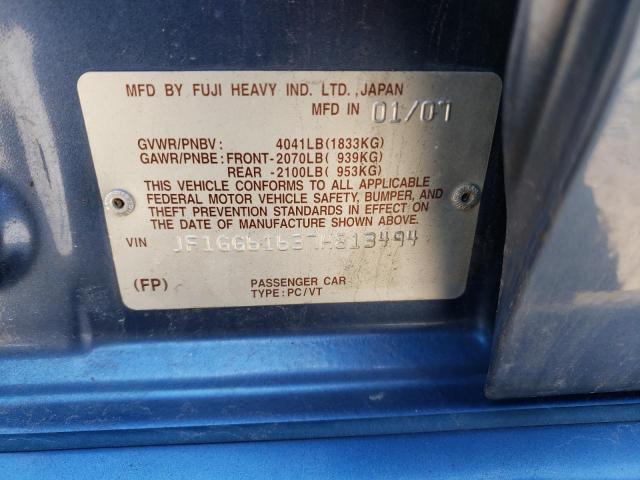 MFD BY FUJI HEAVY IND. LTD., JAPAN
MFD IN 01/07
GVWR/PNBV: 4041LB(1833KG)
GAWR/PNBE: FRONT-2070LB( 939KG)
REAR -2100LB( 953KG)
THIS VEHICLE CONFORMS TO ALL APPLICABLE
FEDERAL MOTOR VEHICLE SAFETY, BUMPER, AND
THEFT PREVENTION STANDARDS IN EFFECT ON
THE DATE OF MANUFACTURE SHOWN ABOVE.
VIN JF1GG61637H813494
(FP) PASSENGER CAR
TYPE: PC/VT